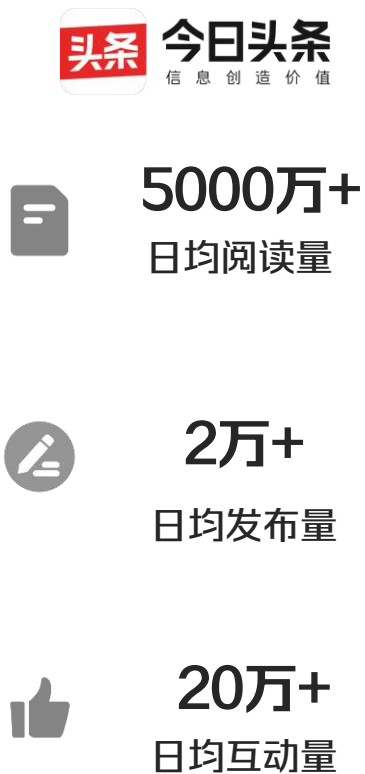 头条
今日头条
信息创造价值
5000万+
日均阅读量
2万+
日均发布量
20万+
日均互动量